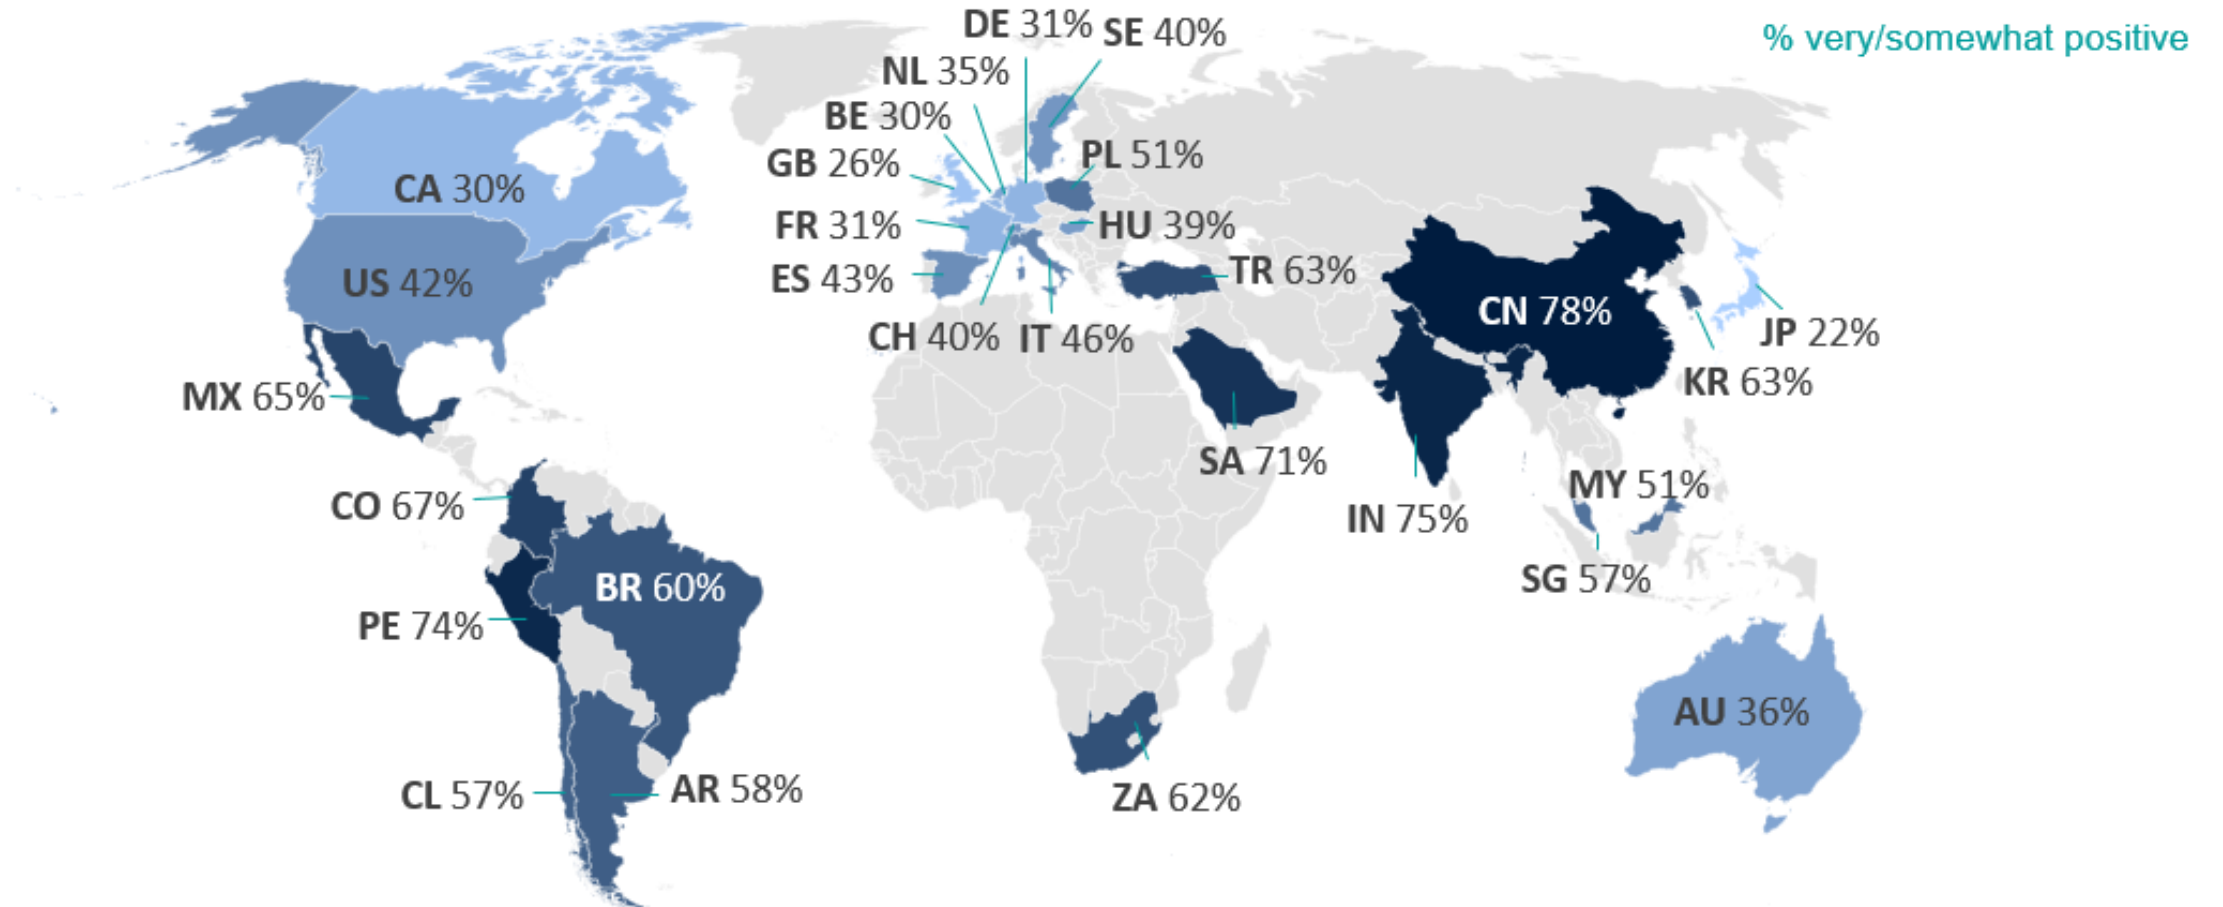 % very/somewhat positive
DE 31%
SE 40%
NL 35%
BE 30%
GB 26%
PL 51%
CA 30%
FR 31%
HU 39%
ES 43%
TR 63%
US 42%
CH 40%
IT 46%
CN 78%
JP 22%
KR 63%
MX 65%
SA 71%
MY 51%
CO 67%
IN 75%
SG 57%
BR 60%
PE 74%
AU 36%
CL 57%
AR 58%
ZA 62%